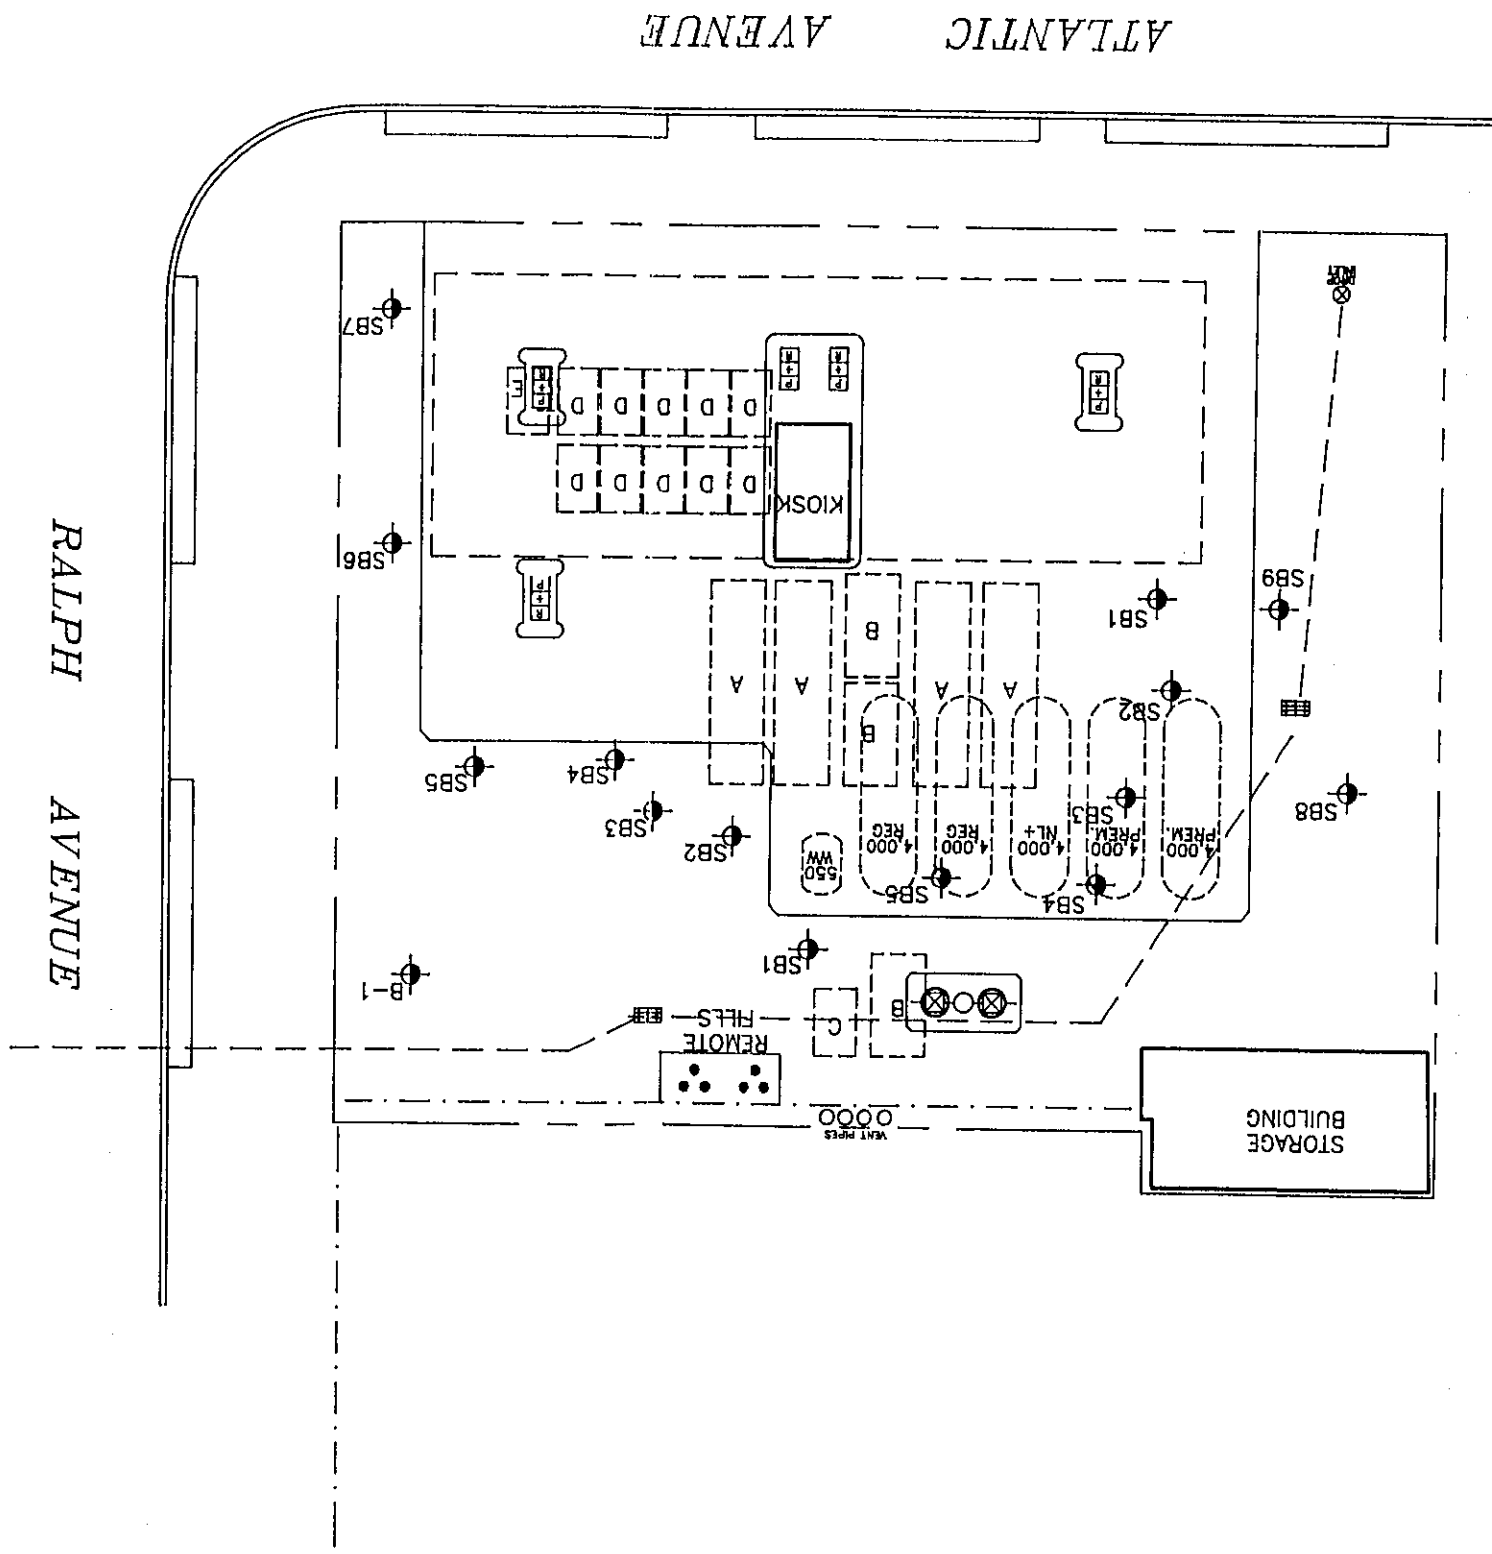 STORAGE
BUILDING
VENT PIPES
REMOTE
FILLS
B
C
B-1
SB1
SB4
SB5
4,000
PREM.
4,000
PREM.
4,000
NL+
4,000
REG
4,000
REG
550
WW
SB8
SB3
SB2
SB3
SB4
SB5
SB2
A
A
B
B
A
A
SB9
SB1
R
+
P
SB6
KIOSK
D
D
D
D
D
D
D
D
D
D
E
P
+
R
P
+
R
P
+
R
P
+
R
SB7
RALPH AVENUE
ATLANTIC AVENUE